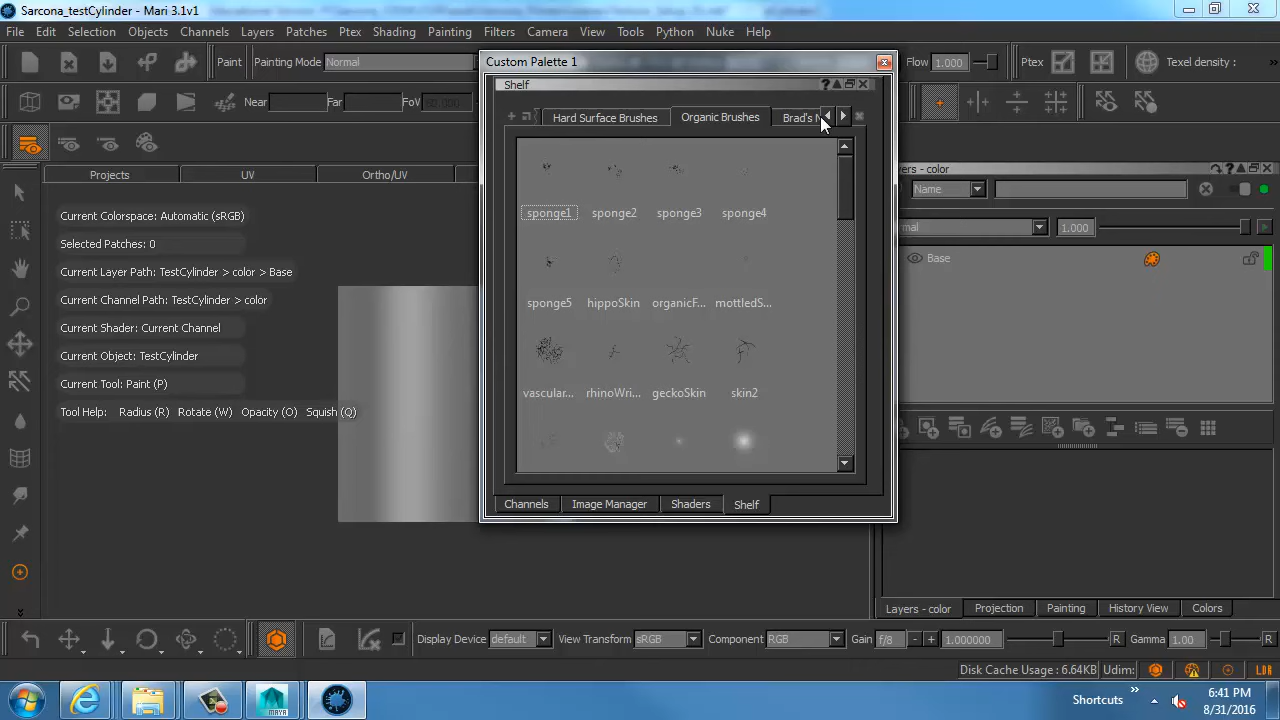 Sarcona_testCylinder - Mari 3.1v1
File Edit Selection Objects Channels Layers Patches Ptex Shading Painting Filters Camera View Tools Python Nuke Help
Paint Painting Mode Normal Flow 1.000 Ptex Texel density :
Near Far FoV
Custom Palette 1
Shelf
Hard Surface Brushes Organic Brushes Brad's
sponge1 sponge2 sponge3 sponge4
sponge5 hippoSkin organicF... mottledS...
vascular... rhinoWri... geckoSkin skin2
Channels Image Manager Shaders Shelf
Projects UV Ortho/UV
Current Colorspace: Automatic (sRGB)
Selected Patches: 0
Current Layer Path: TestCylinder > color > Base
Current Channel Path: TestCylinder > color
Current Shader: Current Channel
Current Object: TestCylinder
Current Tool: Paint (P)
Tool Help: Radius (R) Rotate (W) Opacity (O) Squish (Q)
ers - color
Name
mal 1.000
Base
Layers - color Projection Painting History View Colors
Display Device default View Transform sRGB Component RGB Gain f/8 - + 1.000000 R Gamma 1.00 R
Disk Cache Usage : 6.64KB Udim: LDR
Shortcuts
6:41 PM
8/31/2016